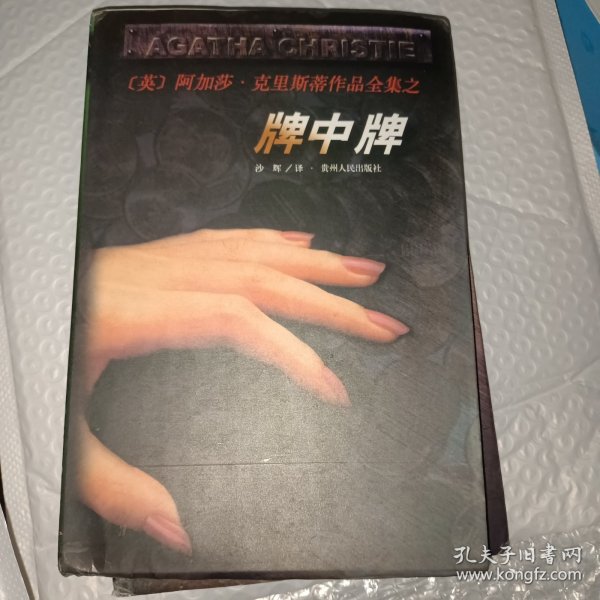 AGATHA CHRISTIE
〔英〕阿加莎·克里斯蒂作品全集之
牌中牌
沙 辉／译·贵州人民出版社
孔夫子旧书网
www.kongfz.com